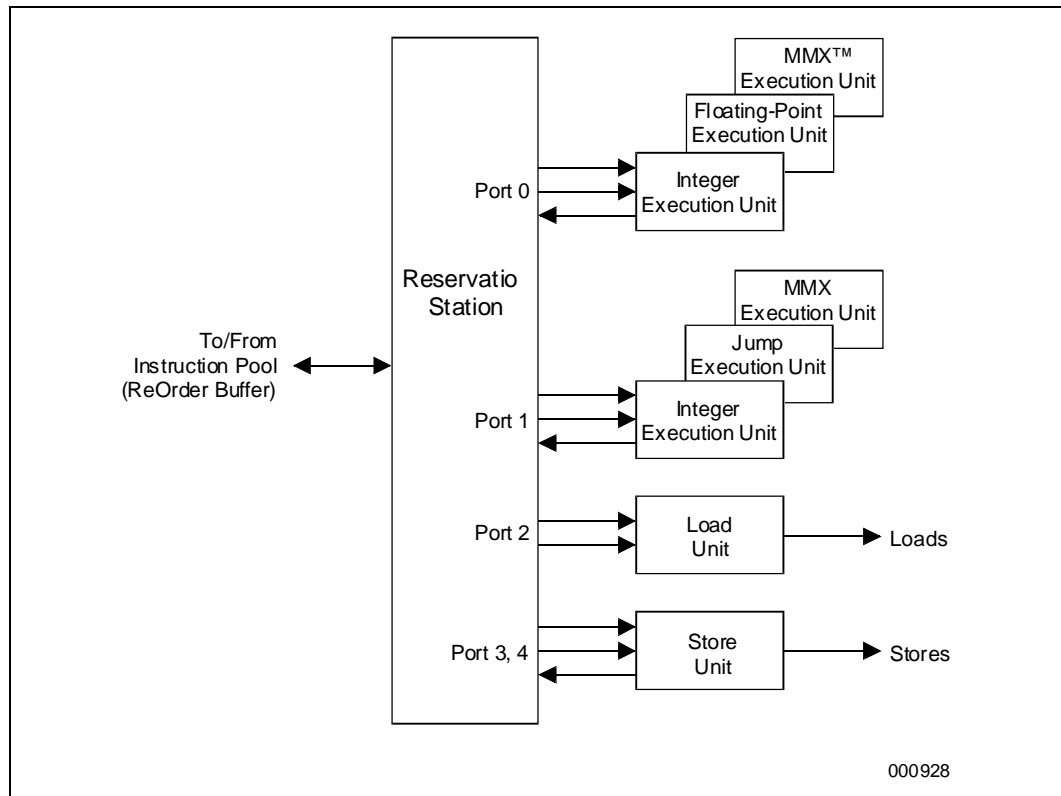 MMX™
Execution Unit
Floating-Point
Execution Unit
Port 0
Integer
Execution Unit
Reservatio
Station
MMX
Execution Unit
To/From
Instruction Pool
(ReOrder Buffer)
Jump
Execution Unit
Port 1
Integer
Execution Unit
Port 2
Load
Unit
Loads
Port 3, 4
Store
Unit
Stores
000928